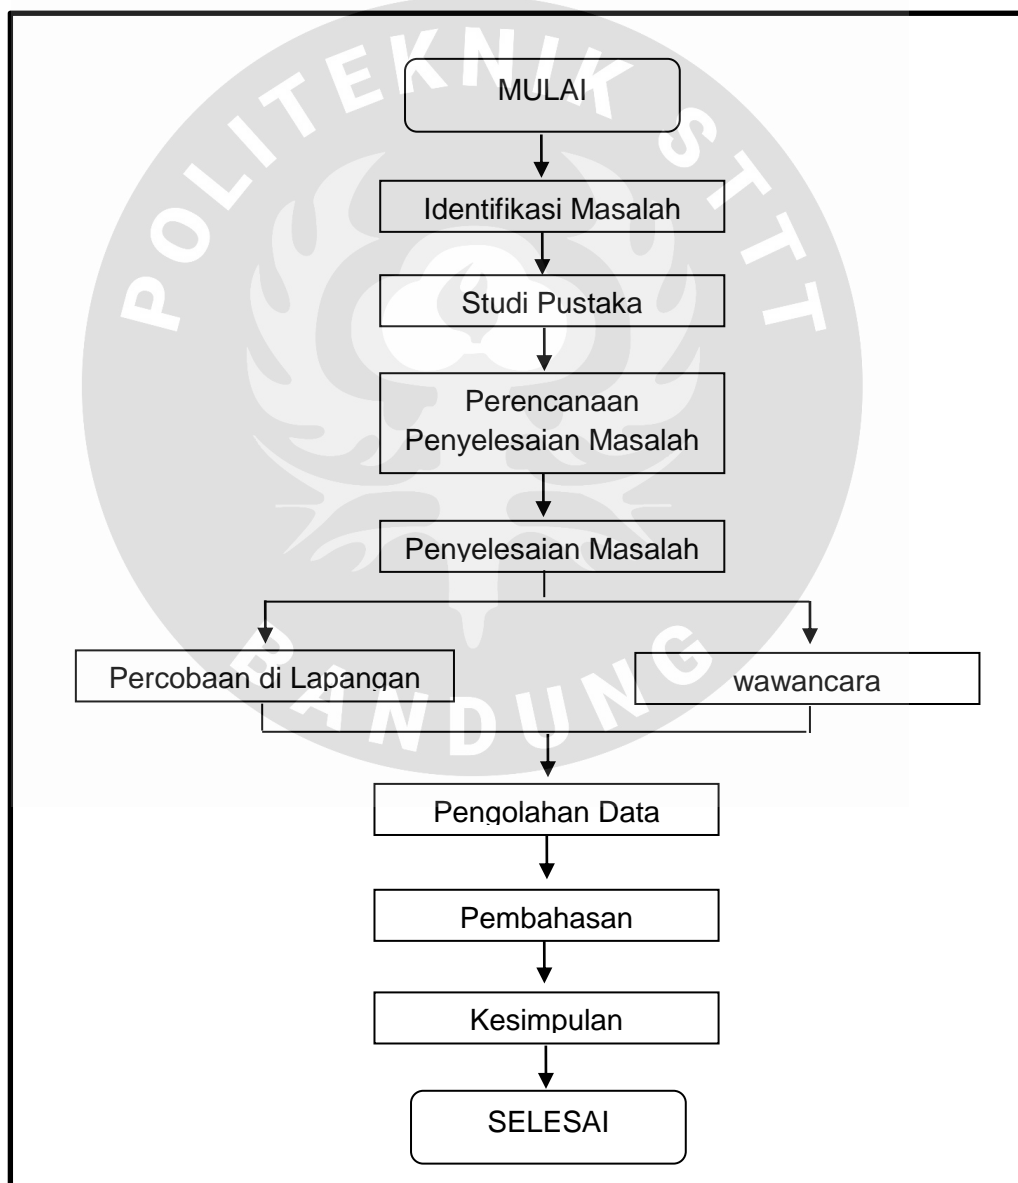 POLITEKNIK STTT
BANDUNG
MULAI
Identifikasi Masalah
Studi Pustaka
Perencanaan
Penyelesaian Masalah
Penyelesaian Masalah
Percobaan di Lapangan
wawancara
Pengolahan Data
Pembahasan
Kesimpulan
SELESAI